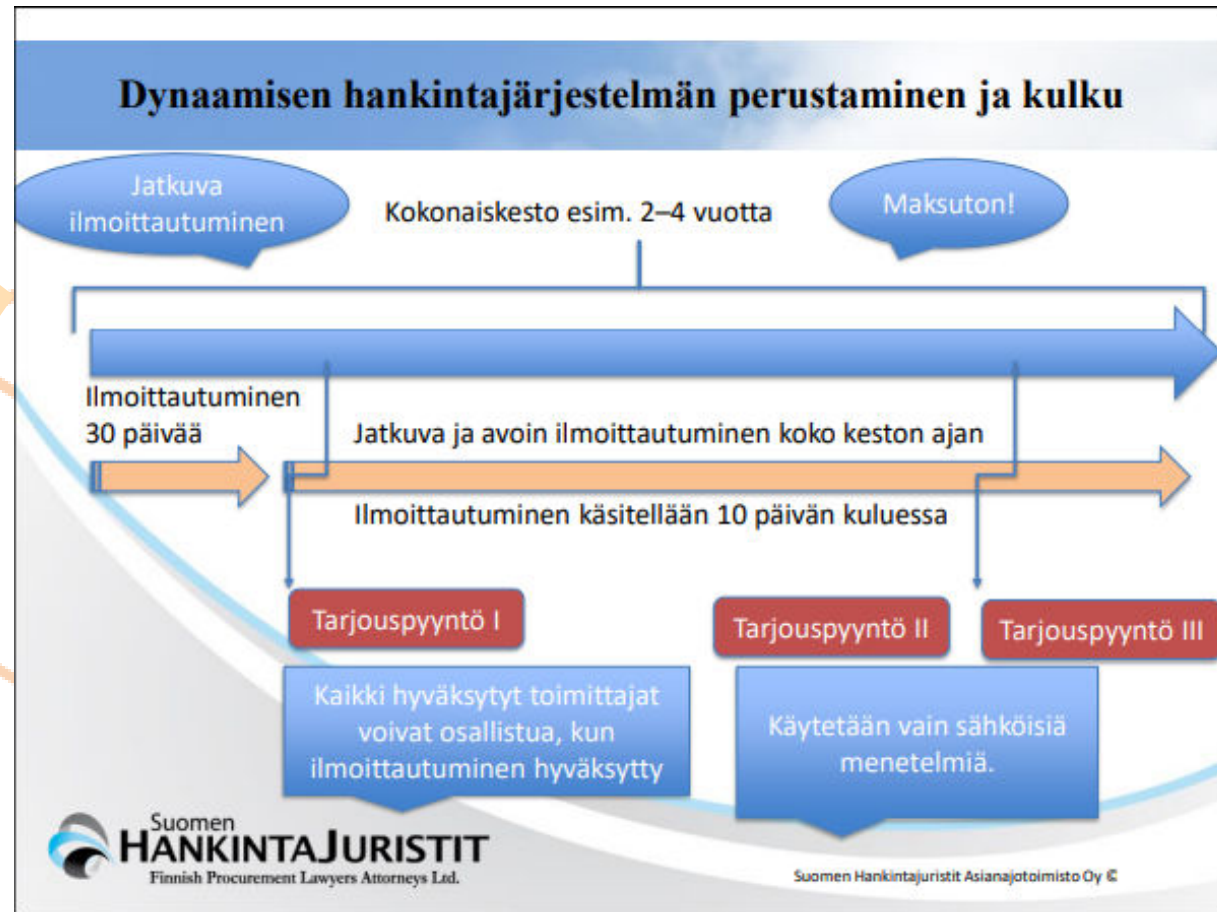 Dynaamisen hankintajärjestelmän perustaminen ja kulku
Jatkuva
ilmoittautuminen
Kokonaiskesto esim. 2–4 vuotta
Maksuton!
Ilmoittautuminen
30 päivää
Jatkuva ja avoin ilmoittautuminen koko keston ajan
Ilmoittautuminen käsitellään 10 päivän kuluessa
Tarjouspyyntö I
Tarjouspyyntö II
Tarjouspyyntö III
Kaikki hyväksytyt toimittajat
voivat osallistua, kun
ilmoittautuminen hyväksytty
Käytetään vain sähköisiä
menetelmiä.
Suomen
HANKINTAJURISTIT
Finnish Procurement Lawyers Attorneys Ltd.
Suomen Hankintajuristit Asianajotoimisto Oy ©